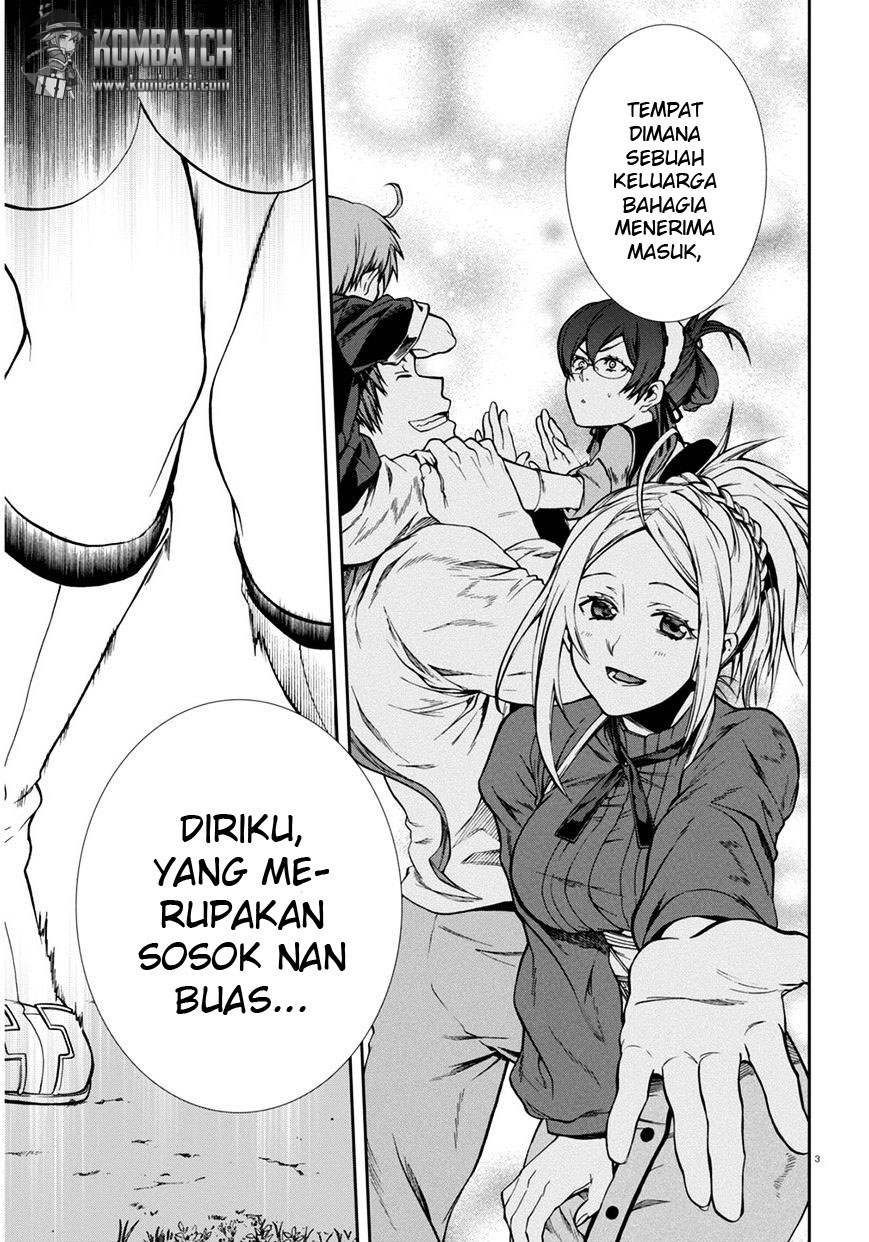 KOMBATCH
www.kombatch.com
TEMPAT
DIMANA
SEBUAH
KELUARGA
BAHAGIA
MENERIMA
MASUK,
DIRIKU,
YANG ME-
RUPAKAN
SOSOK NAN
BUAS...
3